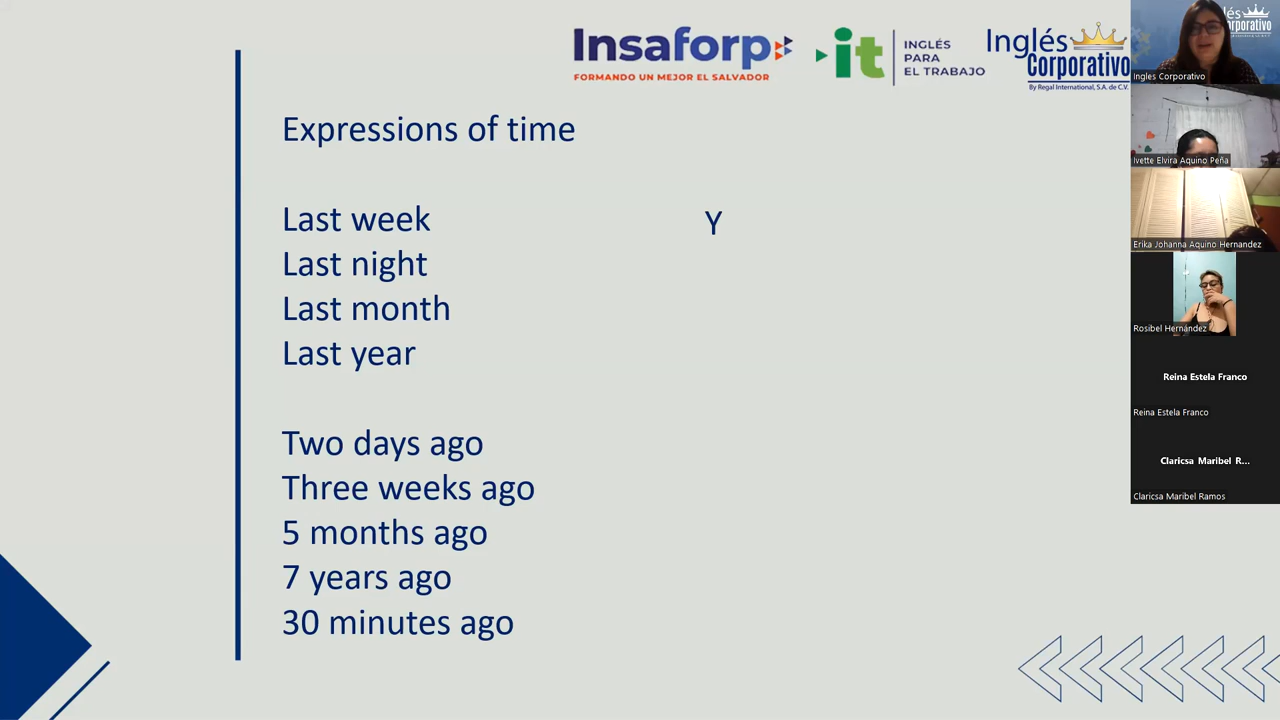 Insaforp
FORMANDO UN MEJOR EL SALVADOR
it
INGLÉS
PARA
EL TRABAJO
Inglés
Corporativo
By Regal International, S.A. de C.V.
Expressions of time
Last week
Y
Last night
Last month
Last year
Two days ago
Three weeks ago
5 months ago
7 years ago
30 minutes ago
Ingles Corporativo
Ivette Elvira Aquino Peña
Erika Johanna Aquino Hernandez
Rosibel Hernández
Reina Estela Franco
Reina Estela Franco
Claricsa Maribel R...
Claricsa Maribel Ramos